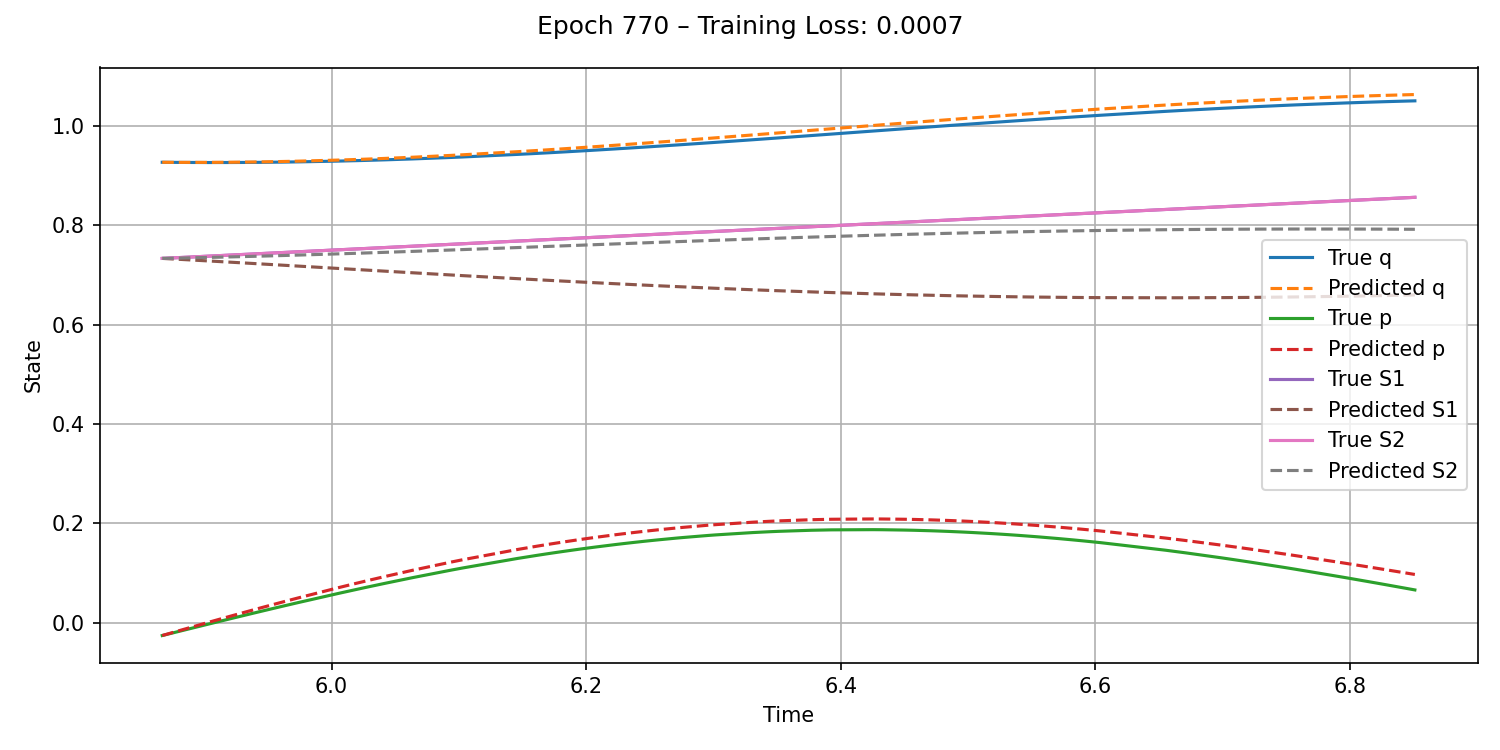 Epoch 770 – Training Loss: 0.0007
State
1.0
0.8
0.6
0.4
0.2
0.0
True q
Predicted q
True p
Predicted p
True S1
Predicted S1
True S2
Predicted S2
6.0
6.2
6.4
6.6
6.8
Time